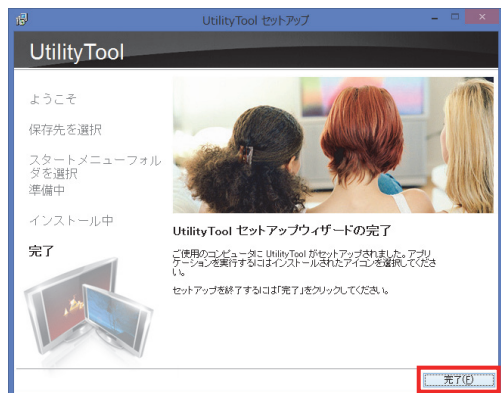 UtilityTool セットアップ
UtilityTool
ようこそ
保存先を選択
スタートメニューフォル
ダを選択
準備中
インストール中
完了
UtilityTool セットアップウィザードの完了
ご使用のコンピュータに UtilityTool がセットアップされました。アプリ
ケーションを実行するにはインストールされたアイコンを選択してくださ
い。
セットアップを終了するには「完了」をクリックしてください。
完了(F)